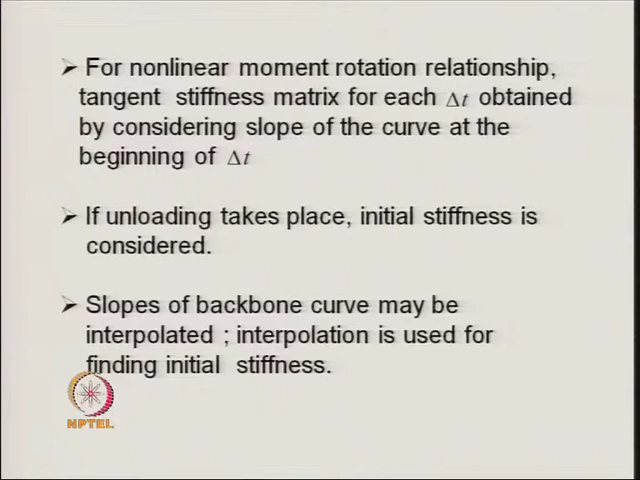 ➢ For nonlinear moment rotation relationship,
tangent stiffness matrix for each Δt obtained
by considering slope of the curve at the
beginning of Δt
➢ If unloading takes place, initial stiffness is
considered.
➢ Slopes of backbone curve may be
interpolated ; interpolation is used for
finding initial stiffness.
NPTEL